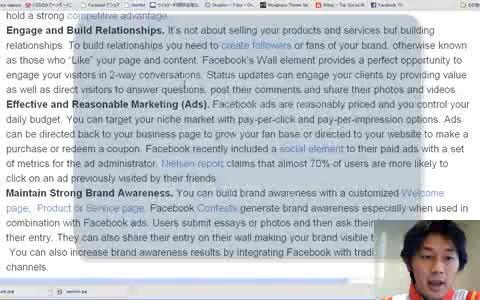 hold a strong competitive advantage.
Engage and Build Relationships. It's not about selling your products and services but building
relationships. To build relationships you need to create followers or fans of your brand, otherwise known
as those who "Like" your page and content. Facebook's Wall element provides a perfect opportunity to
engage your visitors in 2-way conversations. Status updates can engage your clients by providing value
as well as direct visitors to answer questions, post their comments and share their photos and videos
Effective and Reasonable Marketing (Ads). Facebook ads are reasonably priced and you control your
daily budget. You can target your niche market with pay-per-click and pay-per-impression options. Ads
can be directed back to your business page to grow your fan base or directed to your website to make a
purchase or redeem a coupon. Facebook recently included a social element to their paid ads with a
set of metrics for the ad administrator. Nielsen report claims that almost 70% of users are more likely to
click on an ad previously visited by their friends
Maintain Strong Brand Awareness. You can build brand awareness with a customized Welcome
page, Product or Service page. Facebook Contests generate brand awareness especially when used in
combination with Facebook ads. Users submit essays or photos and then ask their
their entry. They can also share their entry on their wall making your brand visible
You can also increase brand awareness results by integrating Facebook with
channels.